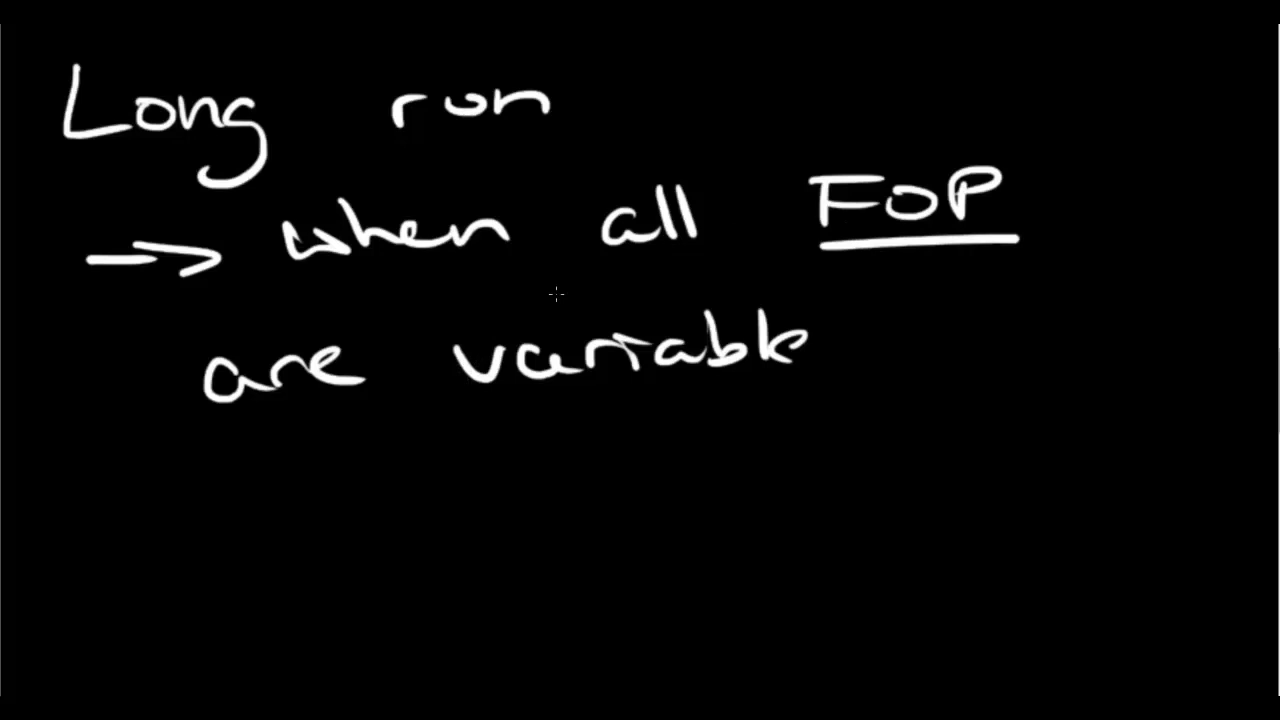 Long run
→ when all FOP
are variable